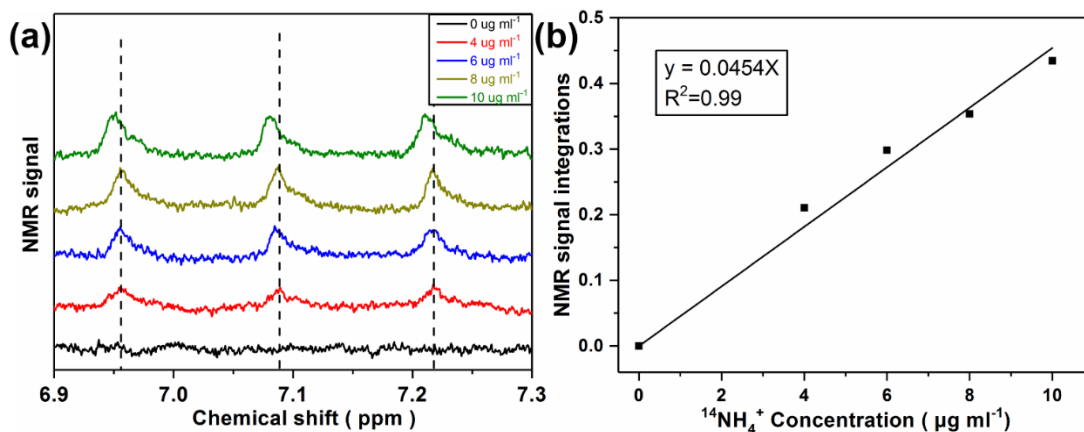 (a)
0 ug ml⁻¹
4 ug ml⁻¹
6 ug ml⁻¹
8 ug ml⁻¹
10 ug ml⁻¹
NMR signal
6.9 7.0 7.1 7.2 7.3
Chemical shift ( ppm )
(b)
y = 0.0454X
R²=0.99
NMR signal integrations
0.5
0.4
0.3
0.2
0.1
0.0
0 2 4 6 8 10
¹⁴NH₄⁺ Concentration ( μg ml⁻¹)